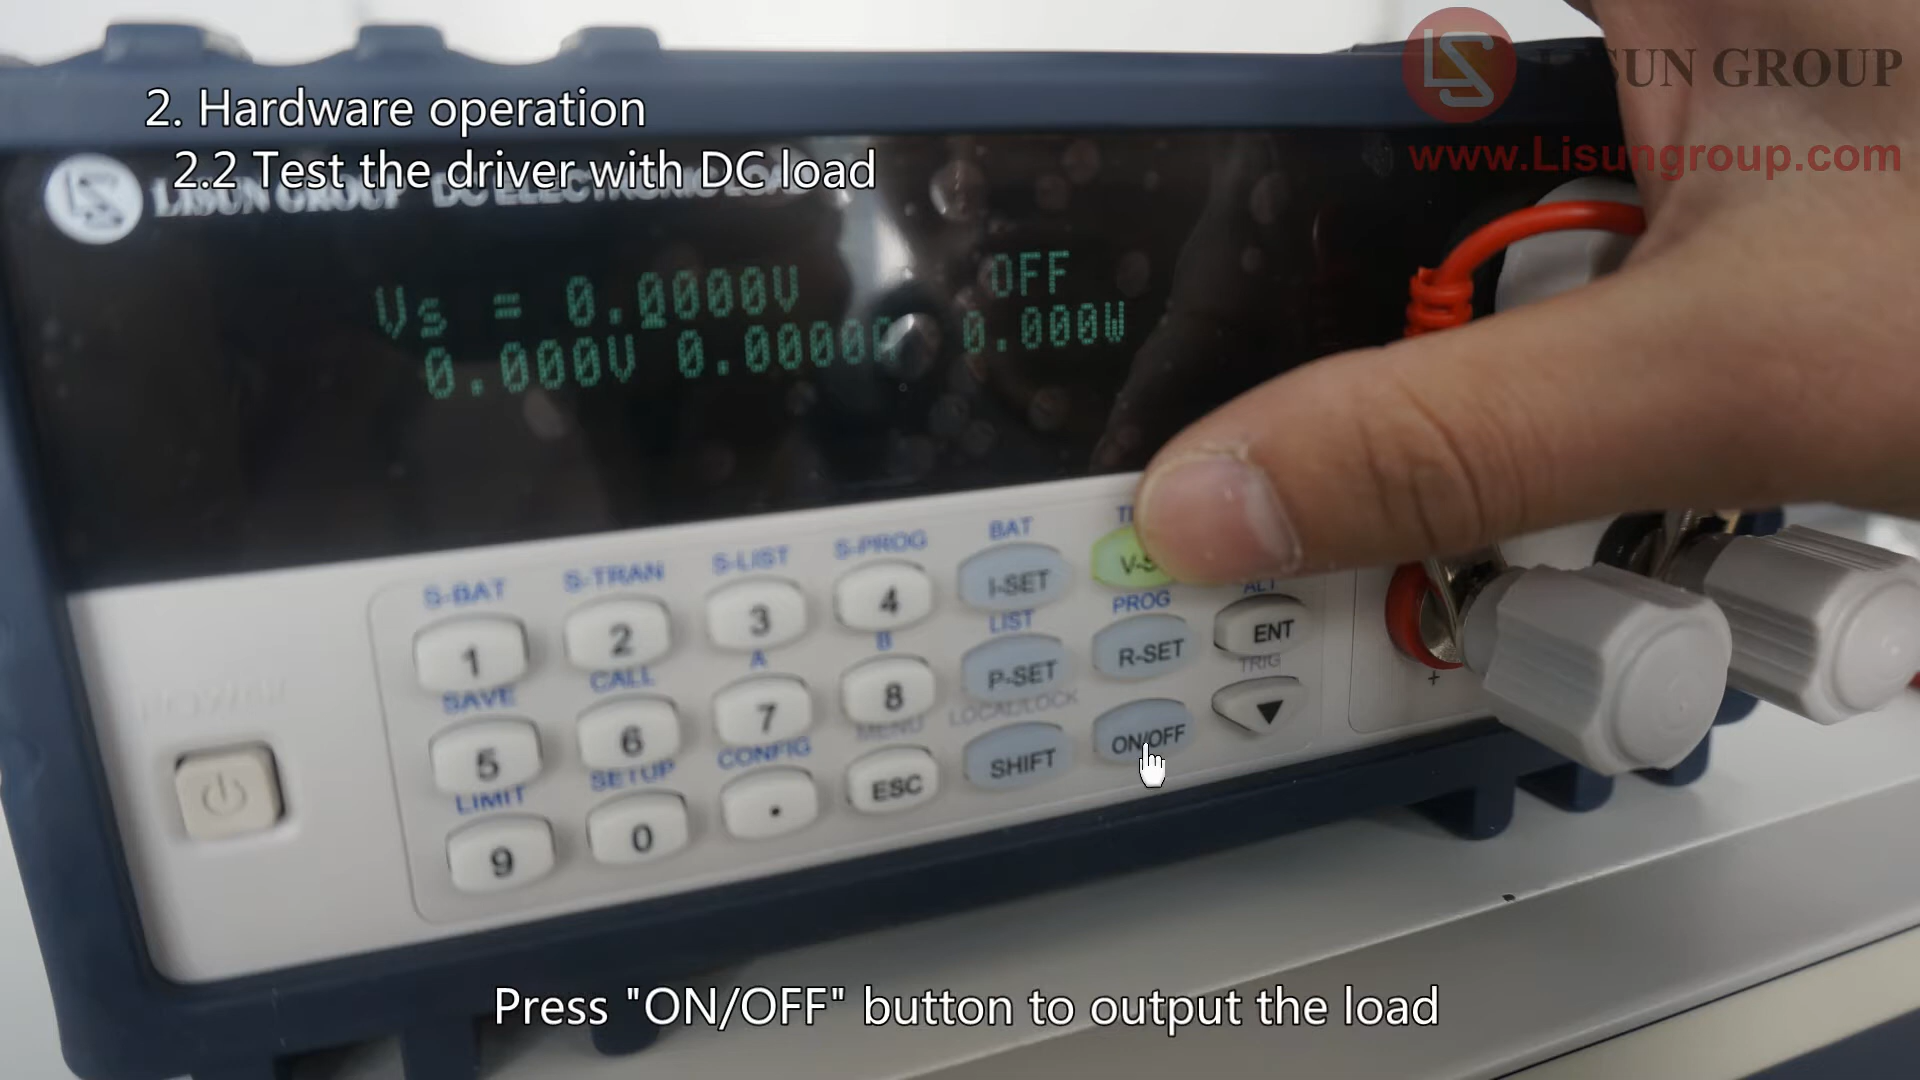 2. Hardware operation
2.2 Test the driver with DC load
LISUN GROUP
www.Lisungroup.com
LS
LISUN GROUP DC ELECTRONIC
Vs = 0.0000V OFF
0.000V 0.0000A 0.000W
S-BAT S-TRAN S-LIST S-PROG BAT
1 2 3 4 I-SET
SAVE CALL A B LIST PROG ALT
5 6 7 8 P-SET R-SET ENT
LIMIT SETUP CONFIG MENU LOCAL/LOCK TRIG
9 0 . ESC SHIFT ON/OFF ▼
POWER
+
Press "ON/OFF" button to output the load